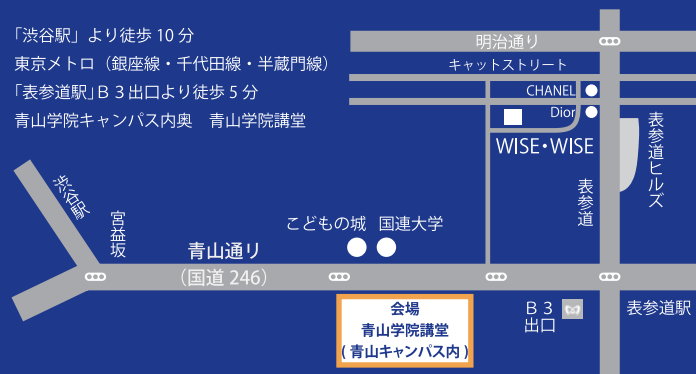 「渋谷駅」より徒歩 10 分
東京メトロ（銀座線・千代田線・半蔵門線）
「表参道駅」Ｂ３出口より徒歩 5 分
青山学院キャンパス内奥　青山学院講堂
明治通り
キャットストリート
CHANEL
Dior
WISE・WISE
表参道ヒルズ
表参道
渋谷駅
宮益坂
こどもの城
国連大学
青山通り
（国道 246）
会場
青山学院講堂
( 青山キャンパス内 )
Ｂ３
出口
表参道駅